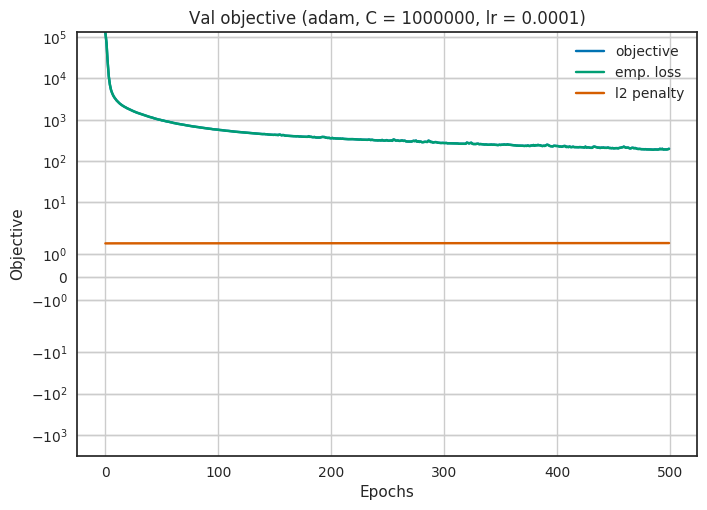 Val objective (adam, C = 1000000, lr = 0.0001)
objective
emp. loss
l2 penalty
10⁵
10⁴
10³
10²
10¹
10⁰
0
−10⁰
−10¹
−10²
−10³
Objective
0 100 200 300 400 500
Epochs